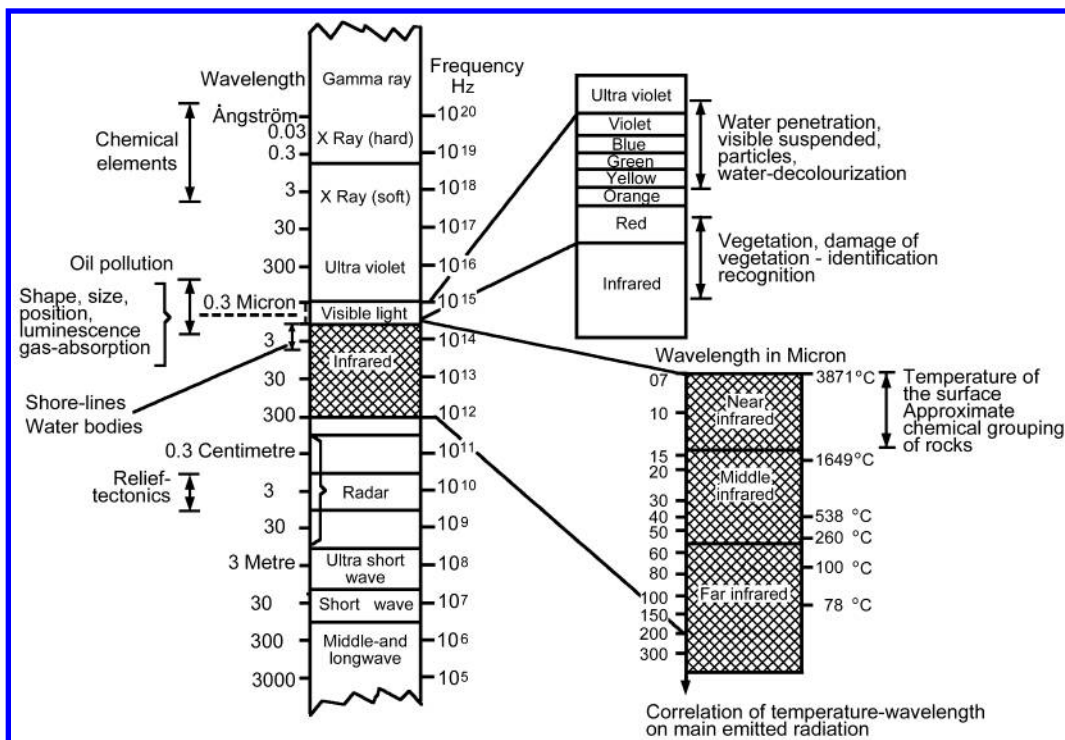 Wavelength
Ångström
0.03
0.3
3
30
300
0.3 Micron
3
30
300
0.3 Centimetre
3
30
3 Metre
30
300
3000
Chemical
elements
Oil pollution
Shape, size,
position,
luminescence
gas-absorption
Shore-lines
Water bodies
Relief-
tectonics
Gamma ray
X Ray (hard)
X Ray (soft)
Ultra violet
Visible light
Infrared
Radar
Ultra short
wave
Short wave
Middle-and
longwave
Frequency
Hz
10²⁰
10¹⁹
10¹⁸
10¹⁷
10¹⁶
10¹⁵
10¹⁴
10¹³
10¹²
10¹¹
10¹⁰
10⁹
10⁸
10⁷
10⁶
10⁵
Ultra violet
Violet
Blue
Green
Yellow
Orange
Red
Infrared
Water penetration,
visible suspended,
particles,
water-decolourization
Vegetation, damage of
vegetation - identification
recognition
Wavelength in Micron
07
10
15
20
30
40
50
60
80
100
150
200
300
Near
infrared
Middle
infrared
Far infrared
3871°C
1649°C
538 °C
260 °C
100 °C
78 °C
Temperature of
the surface
Approximate
chemical grouping
of rocks
Correlation of temperature-wavelength
on main emitted radiation